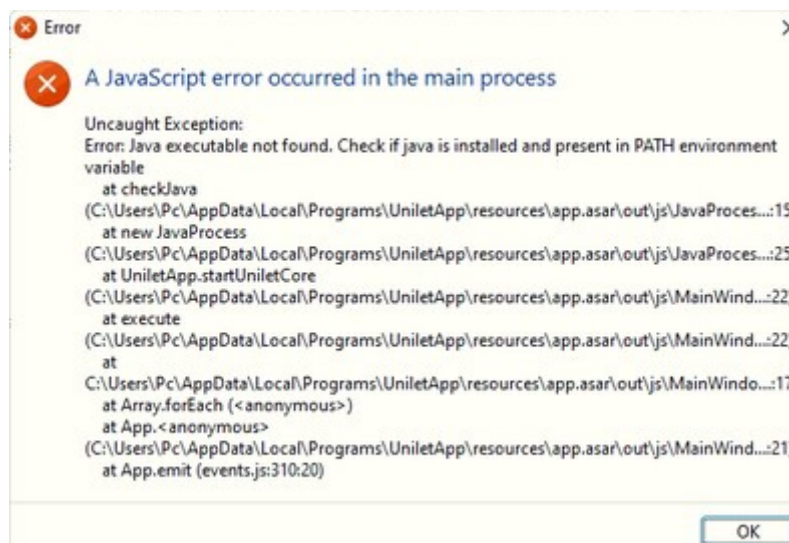 Error
A JavaScript error occurred in the main process
Uncaught Exception:
Error: Java executable not found. Check if java is installed and present in PATH environment
variable
at checkJava
(C:\Users\Pc\AppData\Local\Programs\UniletApp\resources\app.asar\out\js\JavaProces...:15
at new JavaProcess
(C:\Users\Pc\AppData\Local\Programs\UniletApp\resources\app.asar\out\js\JavaProces...:25
at UniletApp.startUniletCore
(C:\Users\Pc\AppData\Local\Programs\UniletApp\resources\app.asar\out\js\MainWind...:22
at execute
(C:\Users\Pc\AppData\Local\Programs\UniletApp\resources\app.asar\out\js\MainWind...:22
at
C:\Users\Pc\AppData\Local\Programs\UniletApp\resources\app.asar\out\js\MainWindo...:17
at Array.forEach (<anonymous>)
at App.<anonymous>
(C:\Users\Pc\AppData\Local\Programs\UniletApp\resources\app.asar\out\js\MainWind...:21
at App.emit (events.js:310:20)
OK